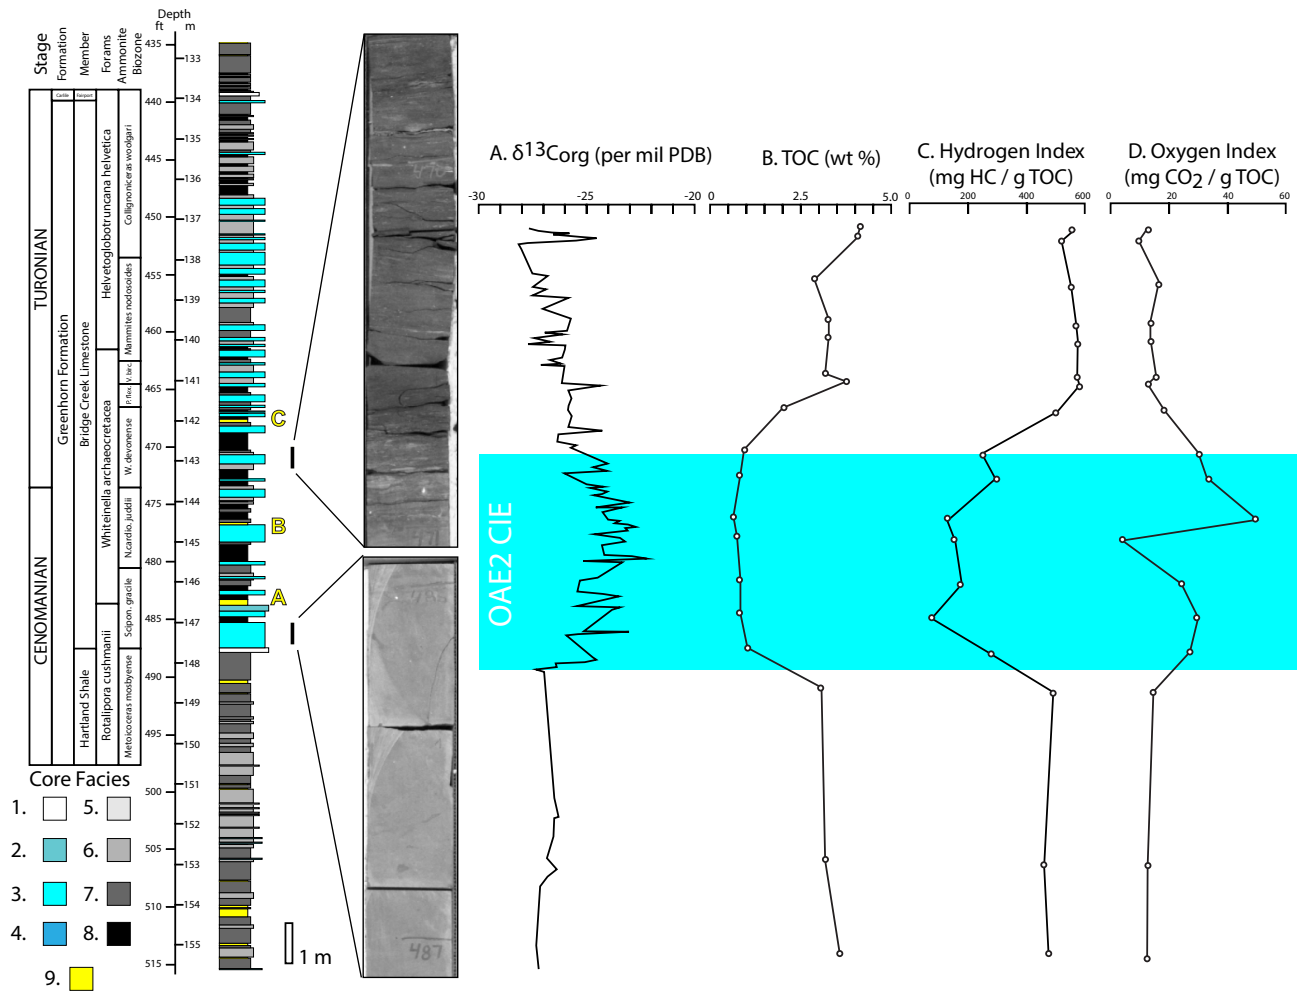 Stage
Formation
Member
Forams
Ammonite
Biozone
Depth
ft m
435
440
445
450
455
460
465
470
475
480
485
490
495
500
505
510
515
133
134
135
136
137
138
139
140
141
142
143
144
145
146
147
148
149
150
151
152
153
154
155
TURONIAN
CENOMANIAN
Carlile
Greenhorn Formation
Fairport
Bridge Creek Limestone
Hartland Shale
Helvetoglobotruncana helvetica
Whiteinella archaeocretacea
Rotalipora cushmanii
Collignoniceras woolgari
Mammites nodosoides
V. birc.
P. flex.
W. devonense
N.cardio. juddii
Scipon. gracile
Metoicoceras mosbyense
C
B
A
471
487
1 m
Core Facies
1. 5.
2. 6.
3. 7.
4. 8.
9.
A. δ13Corg (per mil PDB)
-30 -25 -20
B. TOC (wt %)
0 2.5 5.0
C. Hydrogen Index
(mg HC / g TOC)
0 200 400 600
D. Oxygen Index
(mg CO2 / g TOC)
0 20 40 60
OAE2 CIE